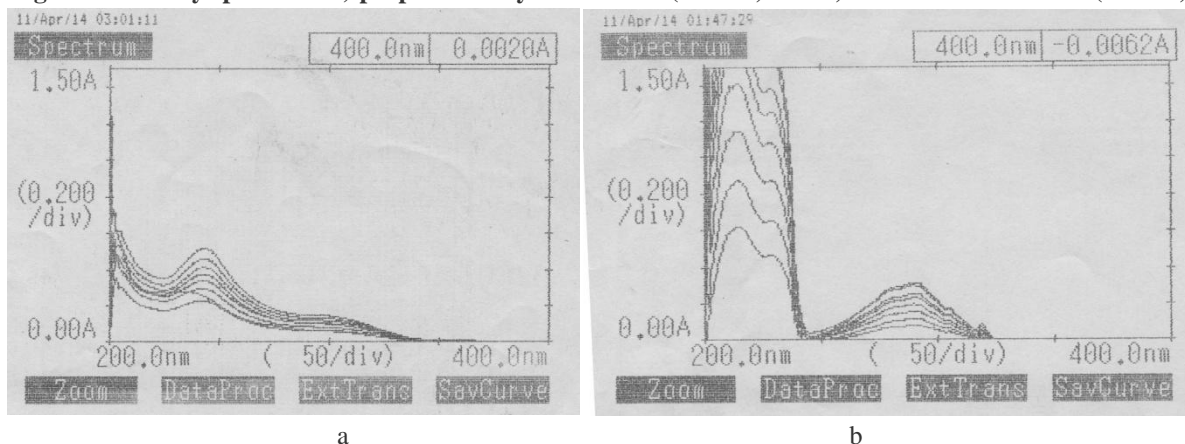 11/Apr/14 03:01:11
Spectrum
400.0nm 0.0020A
1.50A
(0.200
/div)
0.00A
200.0nm ( 50/div) 400.0nm
Zoom DataProc ExtTrans SavCurve
a
11/Apr/14 01:47:29
Spectrum
400.0nm -0.0062A
1.50A
(0.200
/div)
0.00A
200.0nm ( 50/div) 400.0nm
Zoom DataProc ExtTrans SavCurve
b